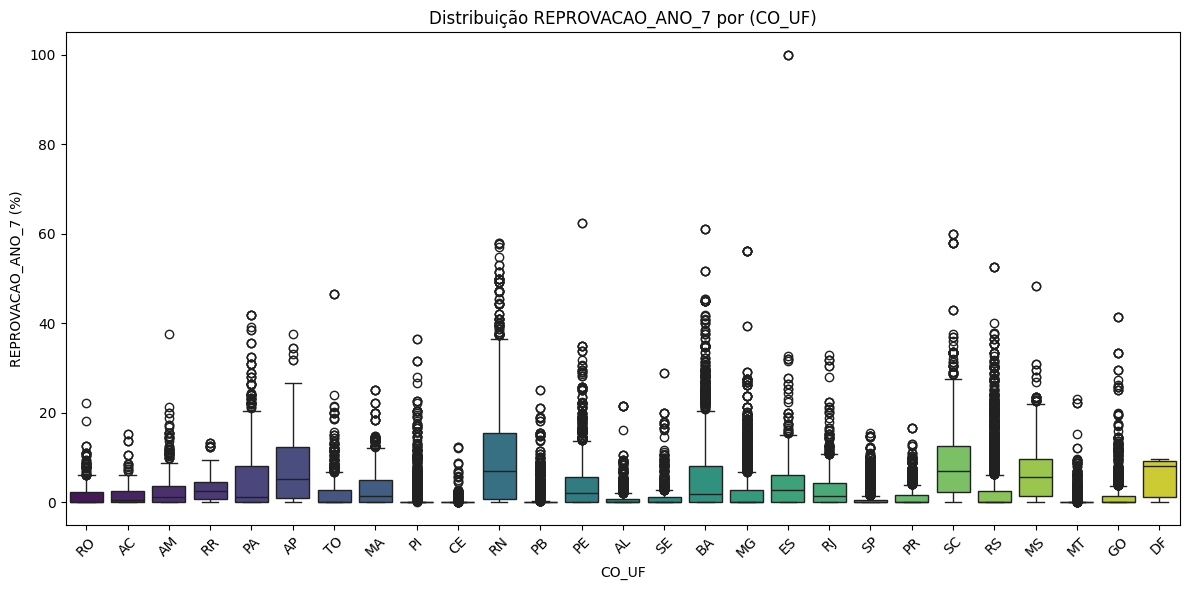 Distribuição REPROVACAO_ANO_7 por (CO_UF)
REPROVACAO_ANO_7 (%)
100
80
60
40
20
0
RO AC AM RR PA AP TO MA PI CE RN PB PE AL SE BA MG ES RJ SP PR SC RS MS MT GO DF
CO_UF